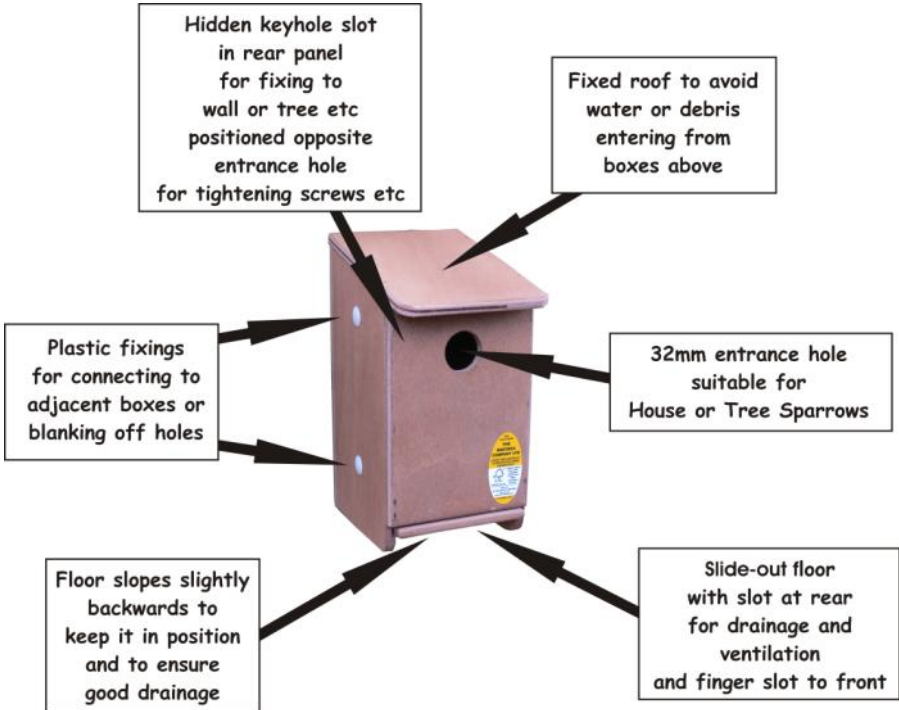 Hidden keyhole slot
in rear panel
for fixing to
wall or tree etc
positioned opposite
entrance hole
for tightening screws etc
Fixed roof to avoid
water or debris
entering from
boxes above
Plastic fixings
for connecting to
adjacent boxes or
blanking off holes
32mm entrance hole
suitable for
House or Tree Sparrows
Floor slopes slightly
backwards to
keep it in position
and to ensure
good drainage
Slide-out floor
with slot at rear
for drainage and
ventilation
and finger slot to front